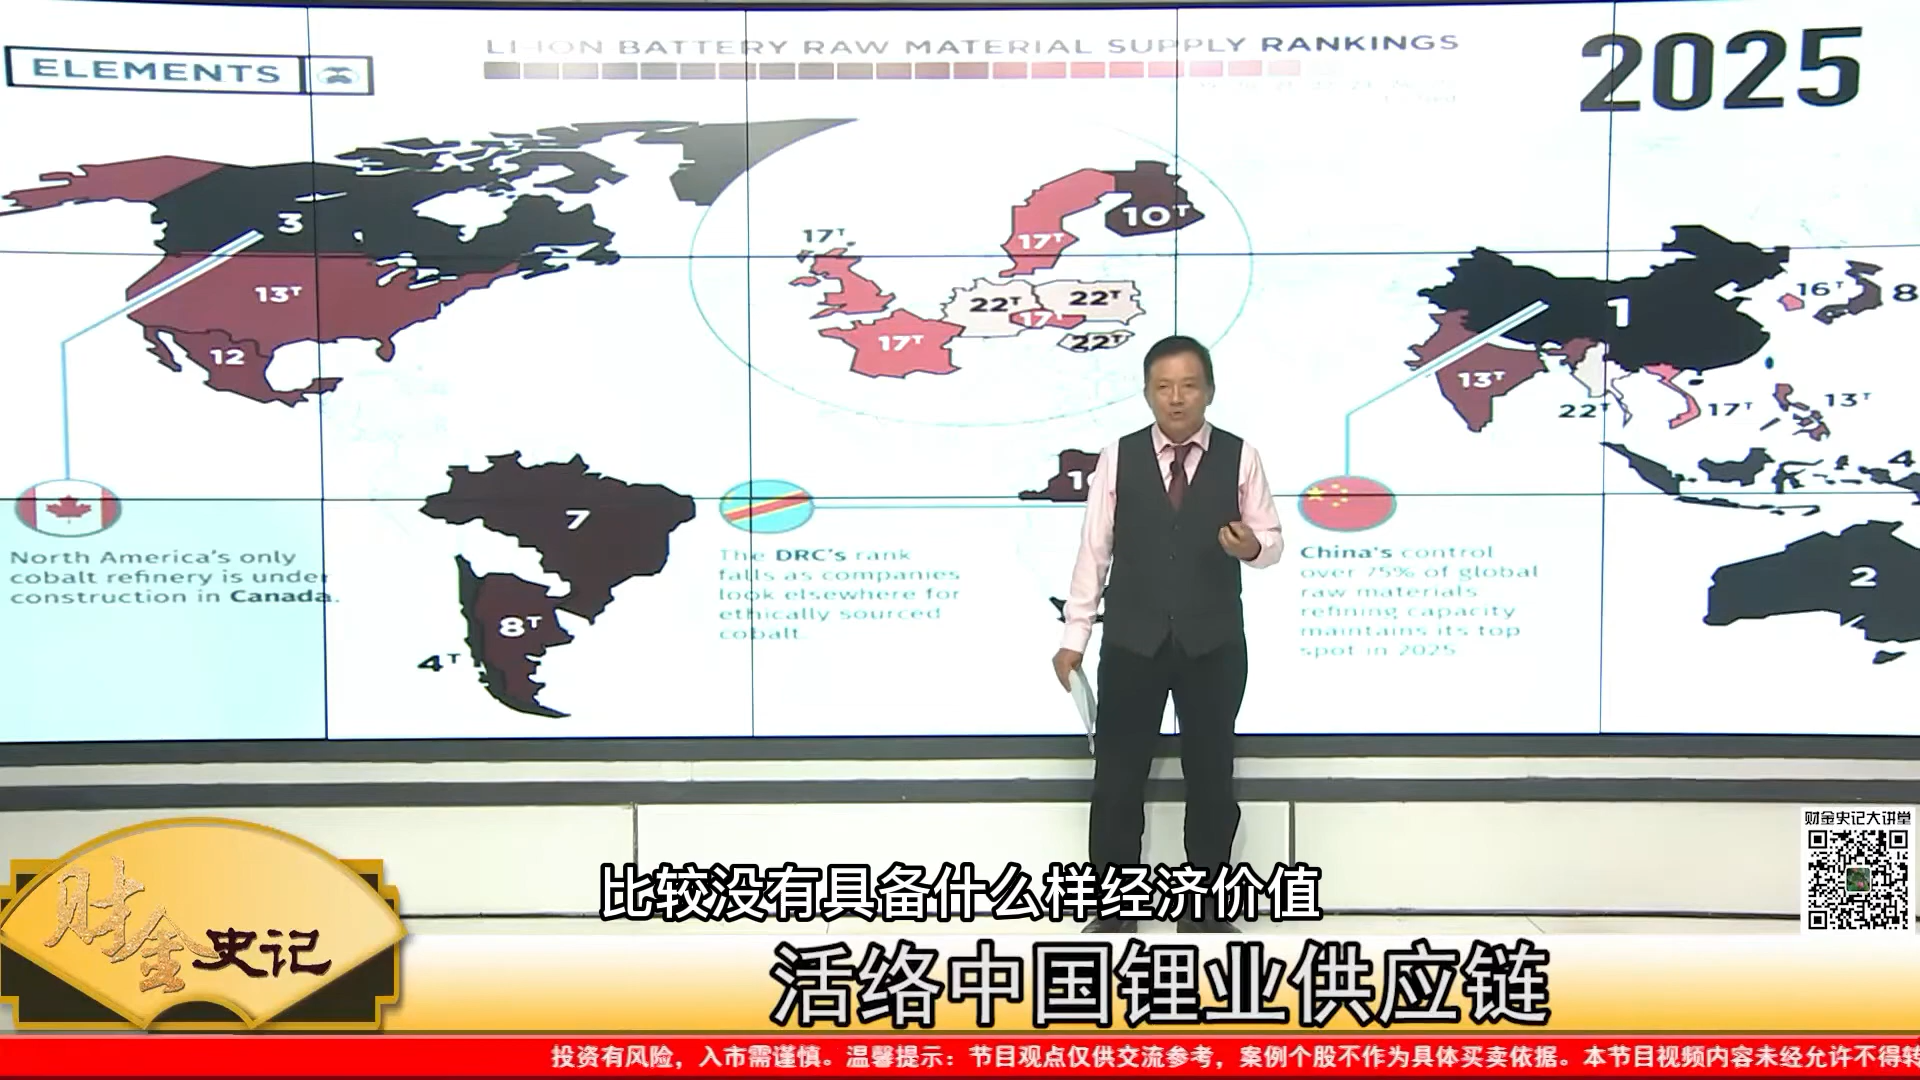 ELEMENTS
LI-ION BATTERY RAW MATERIAL SUPPLY RANKINGS
2025
3
13ᵀ
12
17ᵀ
17ᵀ
10ᵀ
22ᵀ
22ᵀ
17ᵀ
17ᵀ
22ᵀ
1
16ᵀ
8
13ᵀ
22ᵀ
17ᵀ
13ᵀ
4
7
8ᵀ
4ᵀ
2
North America's only
cobalt refinery is under
construction in Canada.
The DRC's rank
falls as companies
look elsewhere for
ethically sourced
cobalt.
China's control
over 75% of global
raw materials
refining capacity
maintains its top
spot in 2025
财金史记大讲堂
比较没有具备什么样经济价值
财金史记
活络中国锂业供应链
投资有风险，入市需谨慎。温馨提示：节目观点仅供交流参考，案例个股不作为具体买卖依据。本节目视频内容未经允许不得转